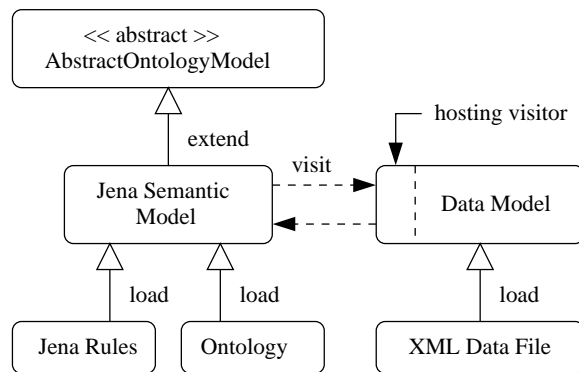 << abstract >>
AbstractOntologyModel
hosting visitor
extend
visit
Jena Semantic
Model
Data Model
load
load
load
Jena Rules
Ontology
XML Data File